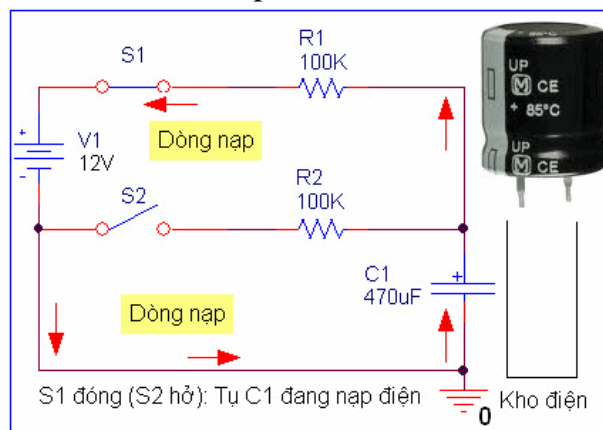 S1
R1
100K
Dòng nạp
V1
12V
+
-
S2
R2
100K
C1
470uF
+
Dòng nạp
S1 đóng (S2 hở): Tụ C1 đang nạp điện
0
Kho điện
85°C
UP
M CE
+ 85°C
UP
M CE